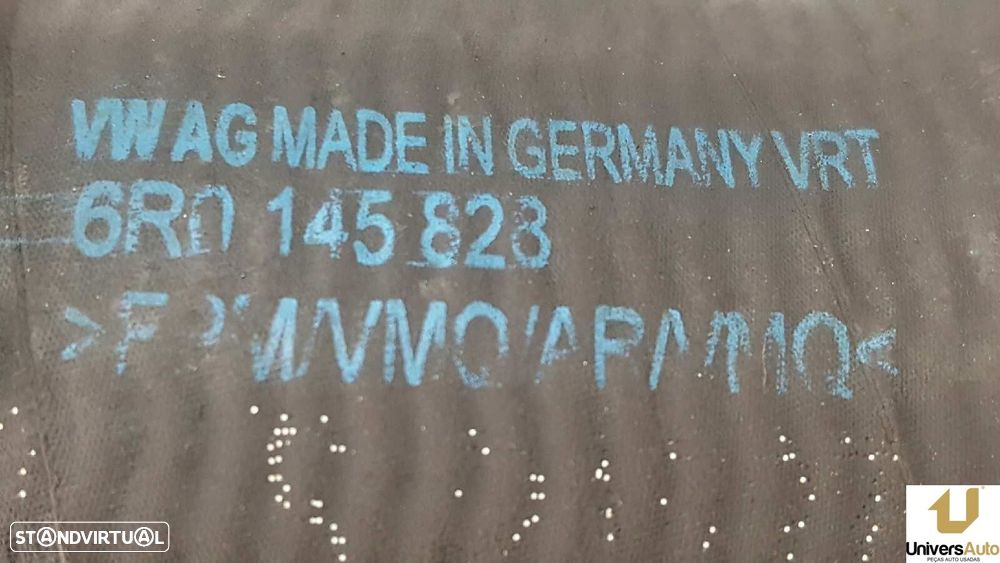 VW AG MADE IN GERMANY VRT
6R0 145 828
STANDVIRTUAL
UniversAuto
PEÇAS AUTO USADAS